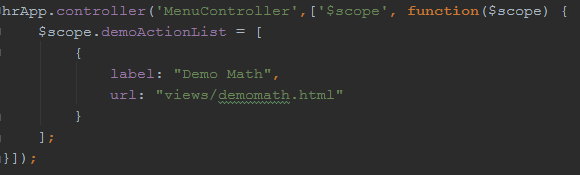 hrApp.controller('MenuController',['$scope', function($scope) {
$scope.demoActionList = [
{
label: "Demo Math",
url: "views/demomath.html"
}
];
}]);